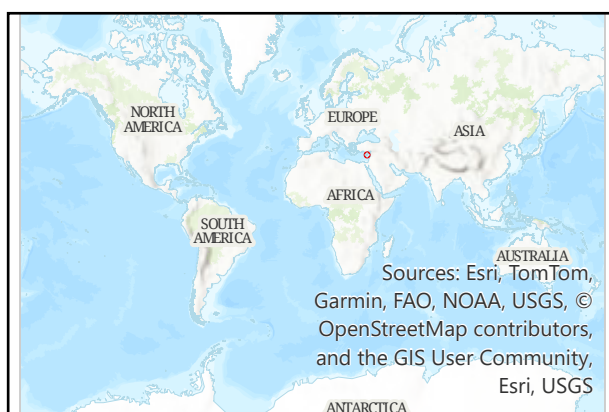 NORTH
AMERICA
EUROPE
ASIA
AFRICA
SOUTH
AMERICA
AUSTRALIA
Sources: Esri, TomTom,
Garmin, FAO, NOAA, USGS, ©
OpenStreetMap contributors,
and the GIS User Community,
Esri, USGS
ANTARCTICA